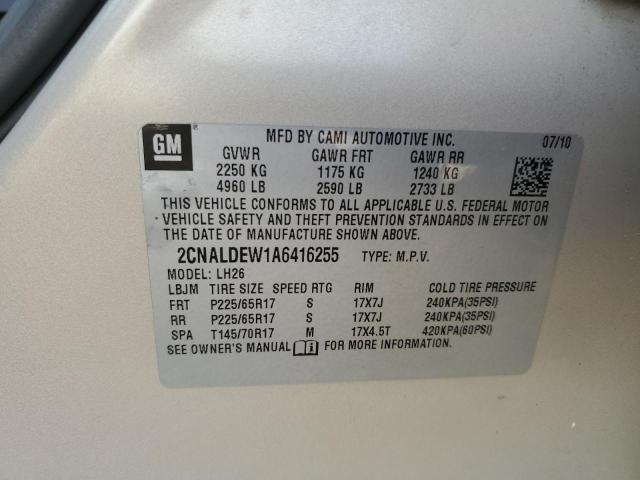 GM ®
MFD BY CAMI AUTOMOTIVE INC. 07/10
GVWR GAWR FRT GAWR RR
2250 KG 1175 KG 1240 KG
4960 LB 2590 LB 2733 LB
THIS VEHICLE CONFORMS TO ALL APPLICABLE U.S. FEDERAL MOTOR
VEHICLE SAFETY AND THEFT PREVENTION STANDARDS IN EFFECT ON
THE DATE OF MANUFACTURE SHOWN ABOVE.
2CNALDEW1A6416255 TYPE: M.P.V.
MODEL: LH26
LBJM TIRE SIZE SPEED RTG RIM COLD TIRE PRESSURE
FRT P225/65R17 S 17X7J 240KPA(35PSI)
RR P225/65R17 S 17X7J 240KPA(35PSI)
SPA T145/70R17 M 17X4.5T 420KPA(60PSI)
SEE OWNER'S MANUAL i FOR MORE INFORMATION.